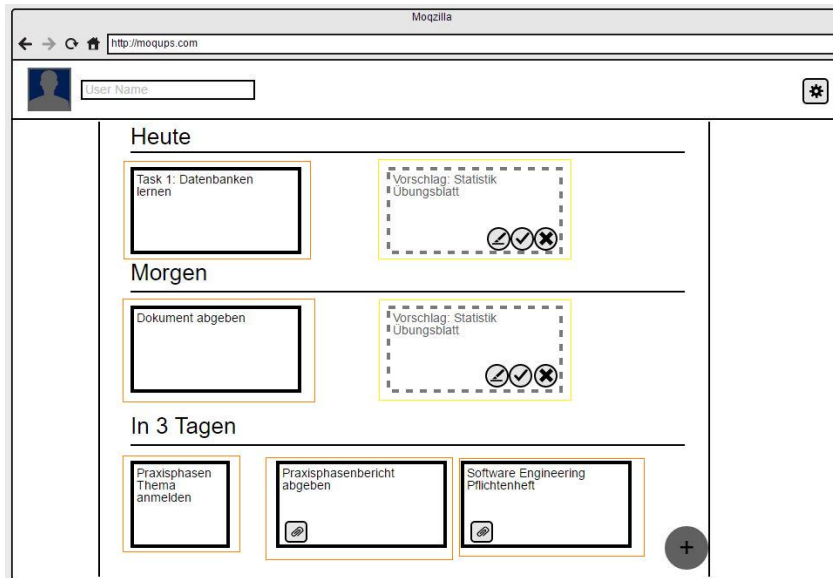 Moqzilla
http://moqups.com
User Name
Heute
Task 1: Datenbanken
lernen
Vorschlag: Statistik
Übungsblatt
Morgen
Dokument abgeben
Vorschlag: Statistik
Übungsblatt
In 3 Tagen
Praxisphasen
Thema
anmelden
Praxisphasenbericht
abgeben
Software Engineering
Pflichtenheft
+